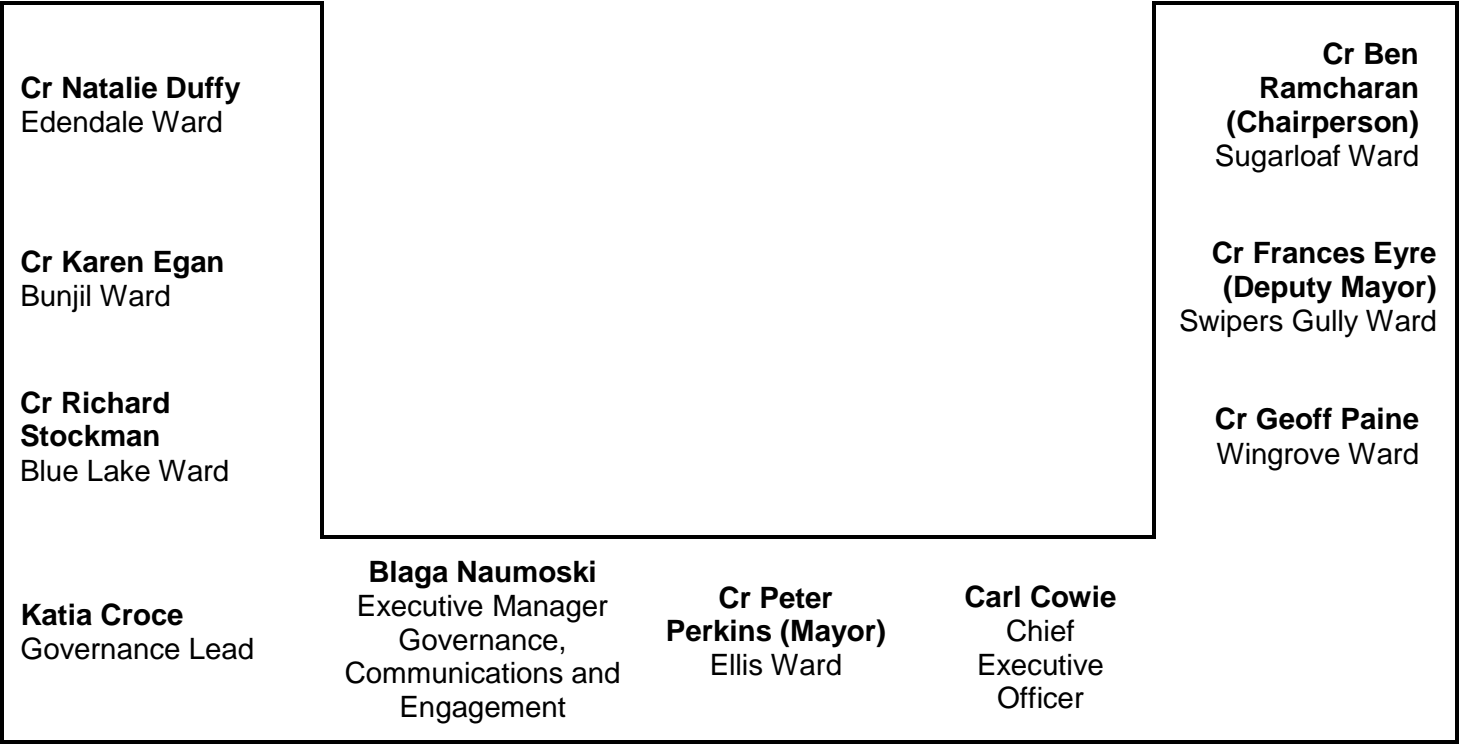 Cr Natalie Duffy
Edendale Ward
Cr Karen Egan
Bunjil Ward
Cr Richard
Stockman
Blue Lake Ward
Katia Croce
Governance Lead
Blaga Naumoski
Executive Manager
Governance,
Communications and
Engagement
Cr Peter
Perkins (Mayor)
Ellis Ward
Carl Cowie
Chief
Executive
Officer
Cr Ben
Ramcharan
(Chairperson)
Sugarloaf Ward
Cr Frances Eyre
(Deputy Mayor)
Swipers Gully Ward
Cr Geoff Paine
Wingrove Ward